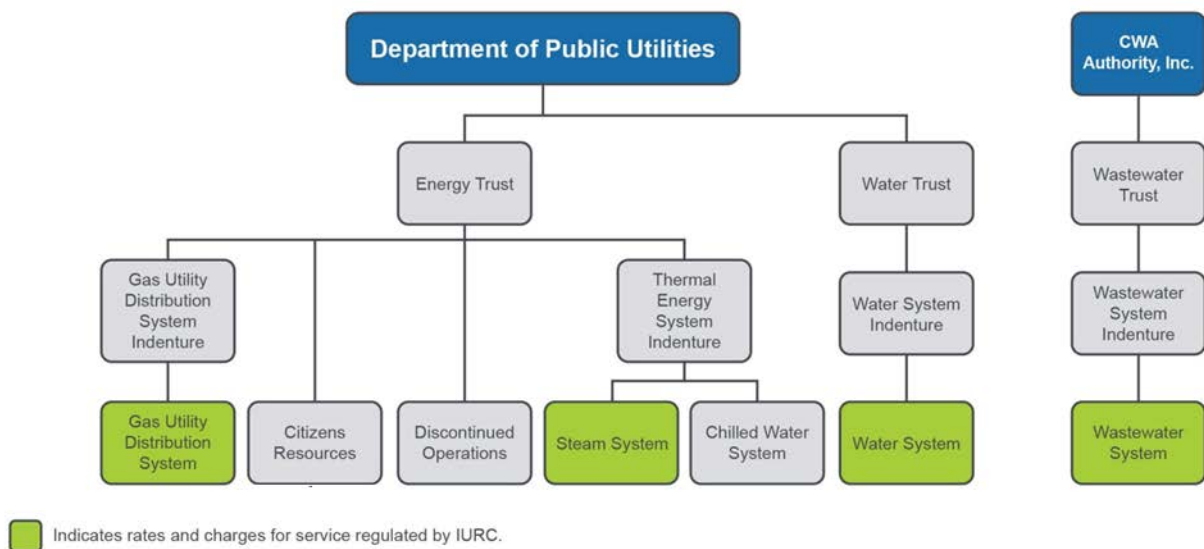 Department of Public Utilities
CWA
Authority, Inc.
Energy Trust
Water Trust
Wastewater
Trust
Gas Utility
Distribution
System
Indenture
Thermal
Energy
System
Indenture
Water System
Indenture
Wastewater
System
Indenture
Gas Utility
Distribution
System
Citizens
Resources
Discontinued
Operations
Steam System
Chilled Water
System
Water System
Wastewater
System
Indicates rates and charges for service regulated by IURC.